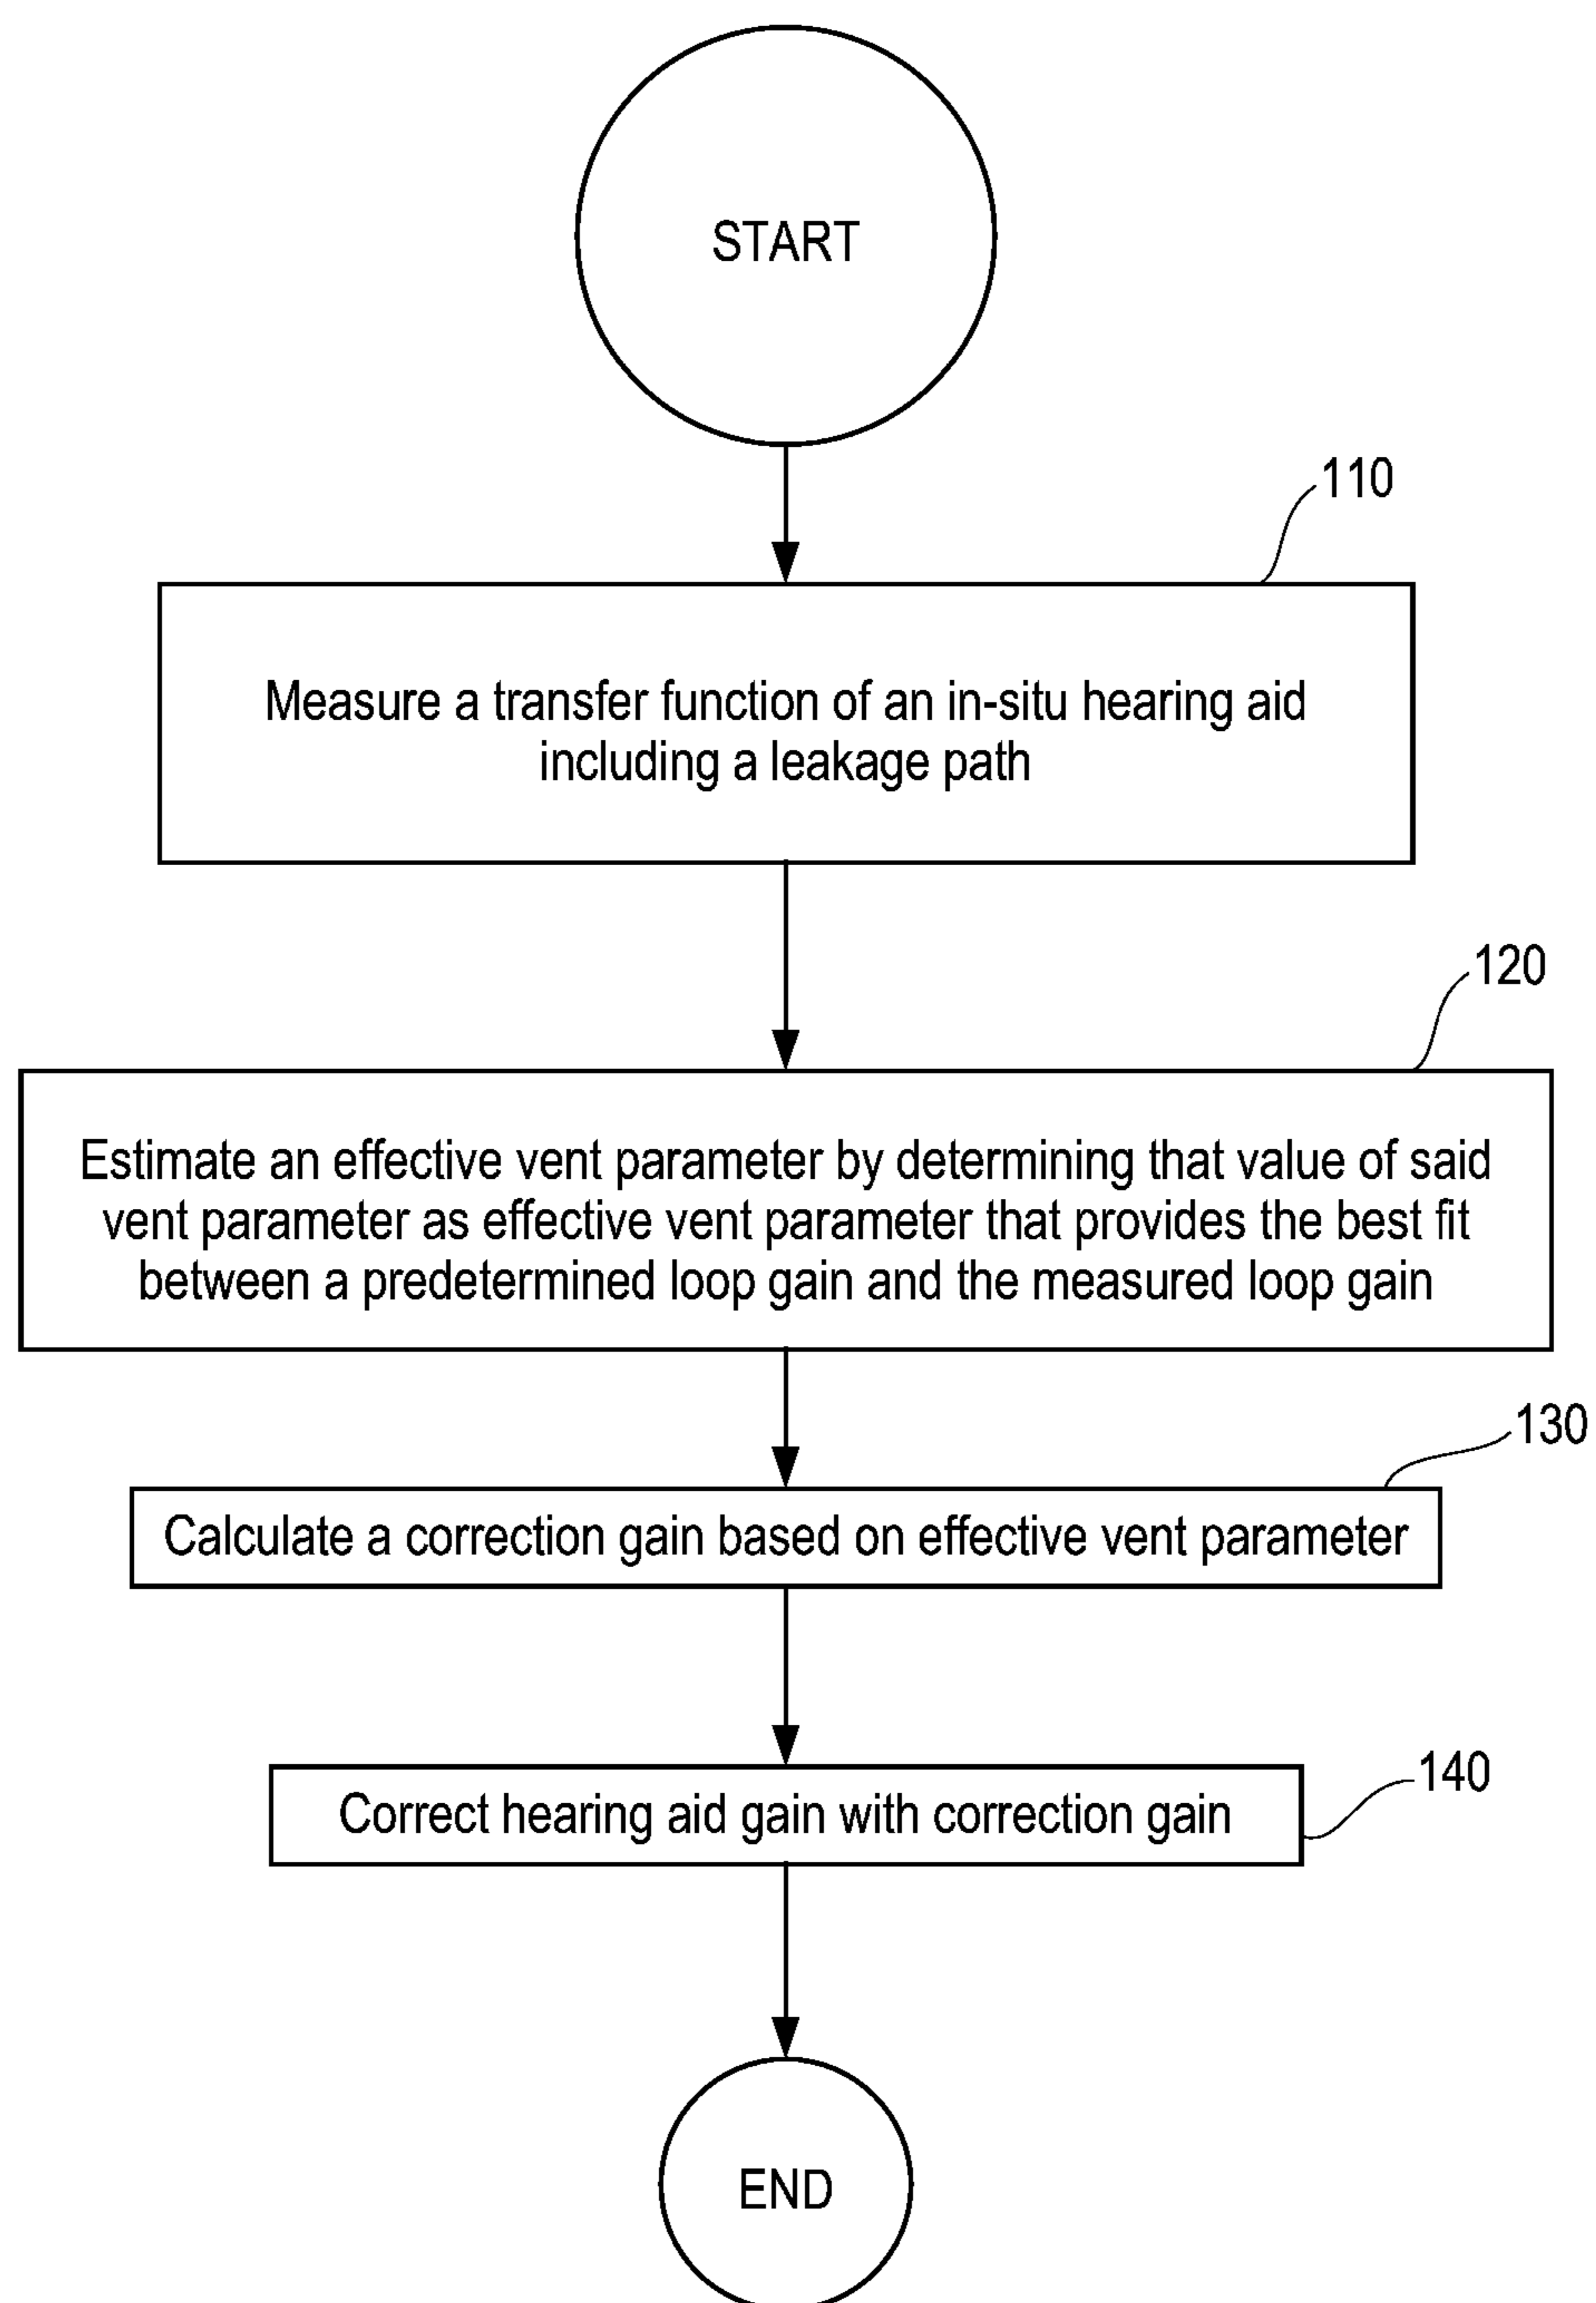 START
110
Measure a transfer function of an in-situ hearing aid
including a leakage path
120
Estimate an effective vent parameter by determining that value of said
vent parameter as effective vent parameter that provides the best fit
between a predetermined loop gain and the measured loop gain
130
Calculate a correction gain based on effective vent parameter
140
Correct hearing aid gain with correction gain
END